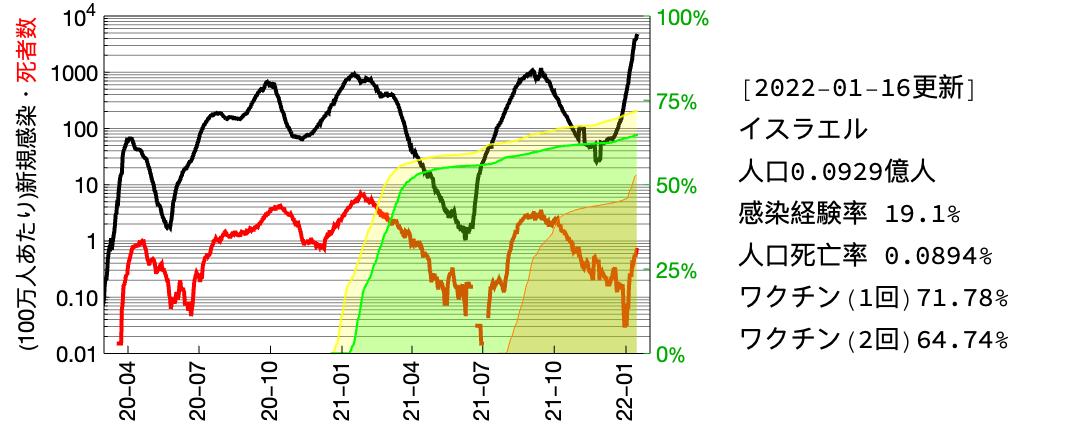 (100万人あたり)新規感染・死者数
10^4
1000
100
10
1
0.10
0.01
100%
75%
50%
25%
0%
20-04
20-07
20-10
21-01
21-04
21-07
21-10
22-01
[2022-01-16更新]
イスラエル
人口0.0929億人
感染経験率 19.1%
人口死亡率 0.0894%
ワクチン(1回)71.78%
ワクチン(2回)64.74%